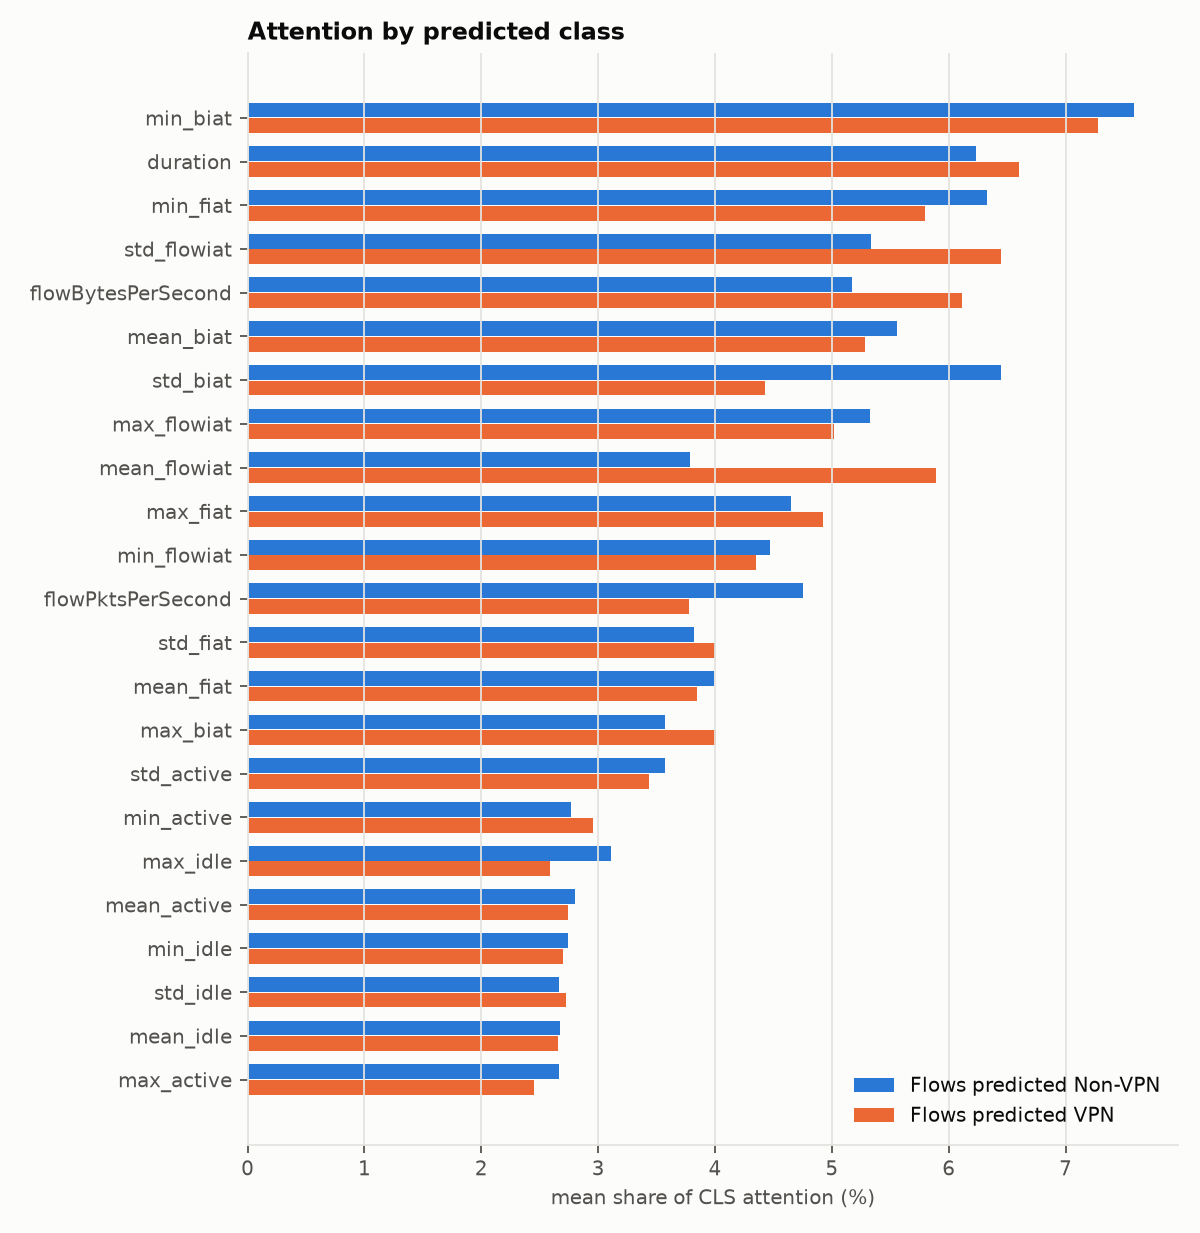 Attention by predicted class
min_biat
duration
min_fiat
std_flowiat
flowBytesPerSecond
mean_biat
std_biat
max_flowiat
mean_flowiat
max_fiat
min_flowiat
flowPktsPerSecond
std_fiat
mean_fiat
max_biat
std_active
min_active
max_idle
mean_active
min_idle
std_idle
mean_idle
max_active
Flows predicted Non-VPN
Flows predicted VPN
0 1 2 3 4 5 6 7
mean share of CLS attention (%)